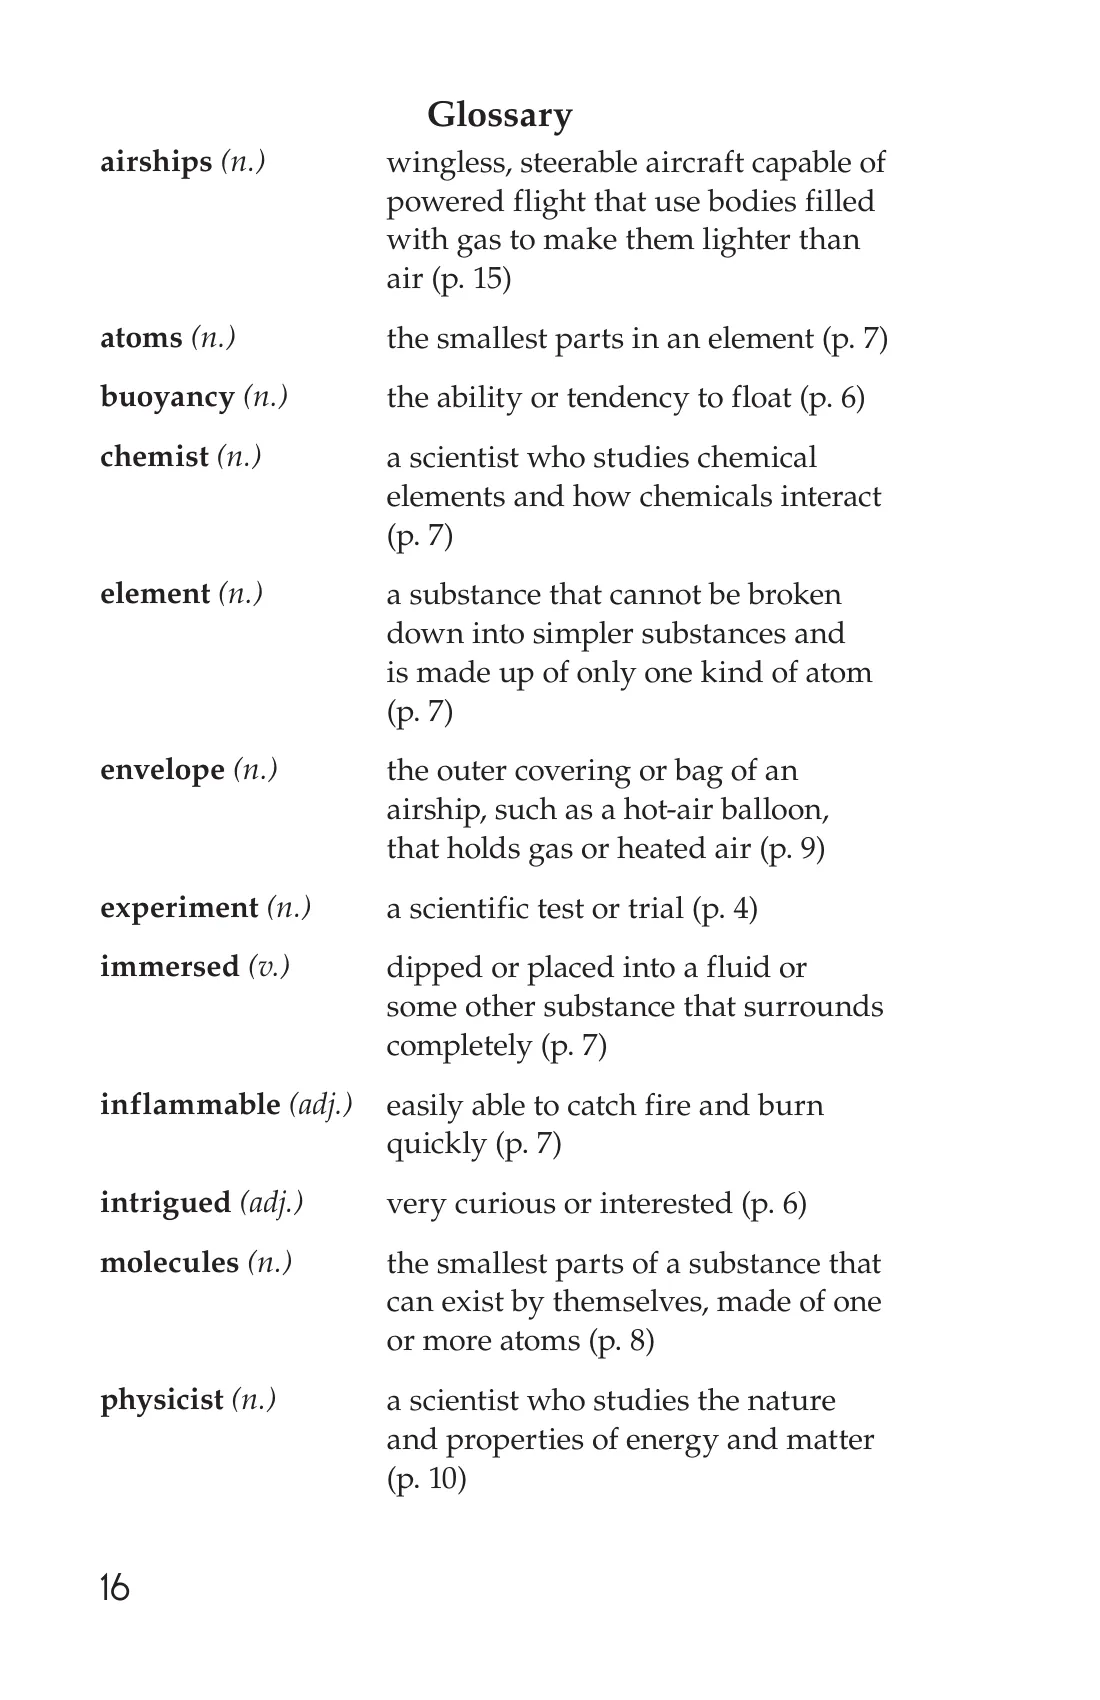 Glossary
airships (n.) wingless, steerable aircraft capable of
powered flight that use bodies filled
with gas to make them lighter than
air (p. 15)
atoms (n.) the smallest parts in an element (p. 7)
buoyancy (n.) the ability or tendency to float (p. 6)
chemist (n.) a scientist who studies chemical
elements and how chemicals interact
(p. 7)
element (n.) a substance that cannot be broken
down into simpler substances and
is made up of only one kind of atom
(p. 7)
envelope (n.) the outer covering or bag of an
airship, such as a hot-air balloon,
that holds gas or heated air (p. 9)
experiment (n.) a scientific test or trial (p. 4)
immersed (v.) dipped or placed into a fluid or
some other substance that surrounds
completely (p. 7)
inflammable (adj.) easily able to catch fire and burn
quickly (p. 7)
intrigued (adj.) very curious or interested (p. 6)
molecules (n.) the smallest parts of a substance that
can exist by themselves, made of one
or more atoms (p. 8)
physicist (n.) a scientist who studies the nature
and properties of energy and matter
(p. 10)
16